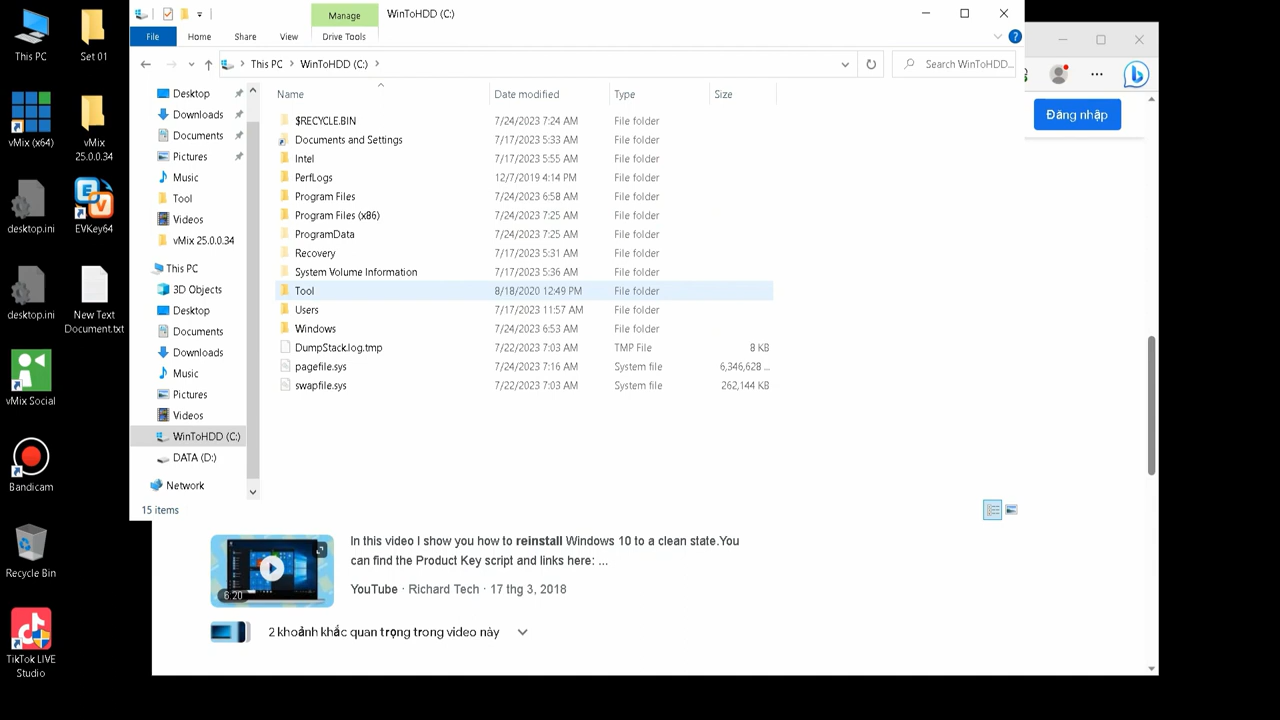 This PC
Set 01
vMix (x64)
vMix
25.0.0.34
desktop.ini
EVKey64
desktop.ini
New Text
Document.txt
vMix Social
Bandicam
Recycle Bin
TikTok LIVE
Studio
Manage
WinToHDD (C:)
File
Home
Share
View
Drive Tools
This PC
WinToHDD (C:)
Search WinToHDD...
Desktop
Downloads
Documents
Pictures
Music
Tool
Videos
vMix 25.0.0.34
This PC
3D Objects
Desktop
Documents
Downloads
Music
Pictures
Videos
WinToHDD (C:)
DATA (D:)
Network
Name Date modified Type Size
$RECYCLE.BIN 7/24/2023 7:24 AM File folder
Documents and Settings 7/17/2023 5:33 AM File folder
Intel 7/17/2023 5:55 AM File folder
PerfLogs 12/7/2019 4:14 PM File folder
Program Files 7/24/2023 6:58 AM File folder
Program Files (x86) 7/24/2023 7:25 AM File folder
ProgramData 7/24/2023 7:25 AM File folder
Recovery 7/17/2023 5:31 AM File folder
System Volume Information 7/17/2023 5:36 AM File folder
Tool 8/18/2020 12:49 PM File folder
Users 7/17/2023 11:57 AM File folder
Windows 7/24/2023 6:53 AM File folder
DumpStack.log.tmp 7/22/2023 7:03 AM TMP File 8 KB
pagefile.sys 7/24/2023 7:16 AM System file 6,346,628 ...
swapfile.sys 7/22/2023 7:03 AM System file 262,144 KB
15 items
Đăng nhập
In this video I show you how to reinstall Windows 10 to a clean state.You
can find the Product Key script and links here: ...
6:20
YouTube · Richard Tech · 17 thg 3, 2018
2 khoảnh khắc quan trọng trong video này